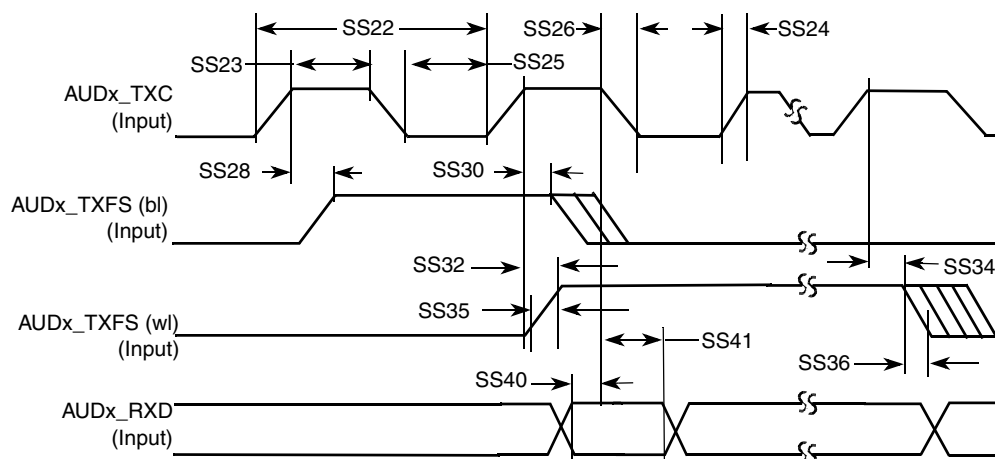 SS22
SS26
SS24
SS23
SS25
AUDx_TXC
(Input)
SS28
SS30
AUDx_TXFS (bl)
(Input)
SS32
SS34
SS35
AUDx_TXFS (wl)
(Input)
SS41
SS36
SS40
AUDx_RXD
(Input)